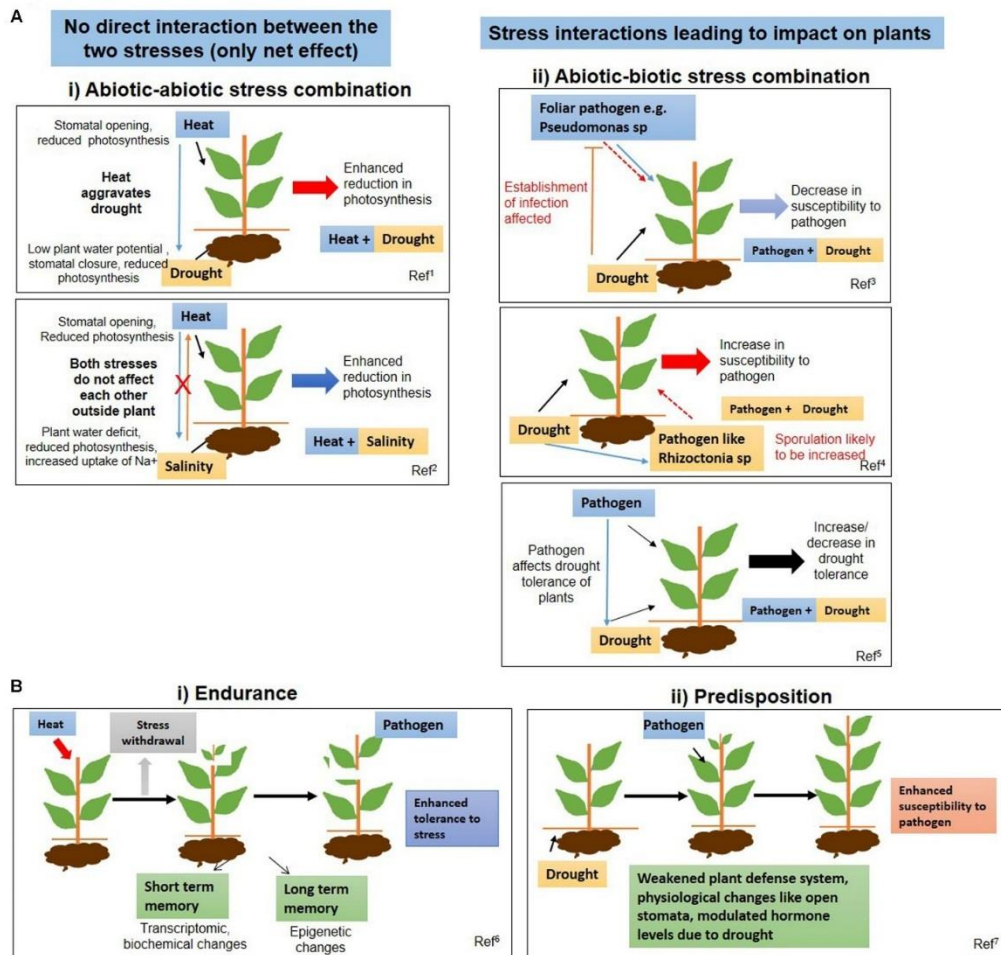 A
No direct interaction between the
two stresses (only net effect)
i) Abiotic-abiotic stress combination
Stomatal opening,
reduced photosynthesis
Heat
Heat
aggravates
drought
Low plant water potential ,
stomatal closure, reduced
photosynthesis
Drought
Enhanced
reduction in
photosynthesis
Heat + Drought
Ref¹
Stomatal opening,
Reduced photosynthesis
Heat
Both stresses
do not affect
each other
outside plant
X
Plant water deficit,
reduced photosynthesis,
increased uptake of Na+
Salinity
Enhanced
reduction in
photosynthesis
Heat + Salinity
Ref²
Stress interactions leading to impact on plants
ii) Abiotic-biotic stress combination
Foliar pathogen e.g.
Pseudomonas sp
Establishment
of infection
affected
Drought
Decrease in
susceptibility to
pathogen
Pathogen + Drought
Ref³
Increase in
susceptibility to
pathogen
Pathogen + Drought
Drought
Pathogen like
Rhizoctonia sp
Sporulation likely
to be increased
Ref⁴
Pathogen
Pathogen
affects drought
tolerance of
plants
Drought
Increase/
decrease in
drought
tolerance
Pathogen + Drought
Ref⁵
B
i) Endurance
Heat
Stress
withdrawal
Pathogen
Enhanced
tolerance to
stress
Short term
memory
Transcriptomic,
biochemical changes
Long term
memory
Epigenetic
changes
Ref⁶
ii) Predisposition
Pathogen
Drought
Enhanced
susceptibility to
pathogen
Weakened plant defense system,
physiological changes like open
stomata, modulated hormone
levels due to drought
Ref⁷